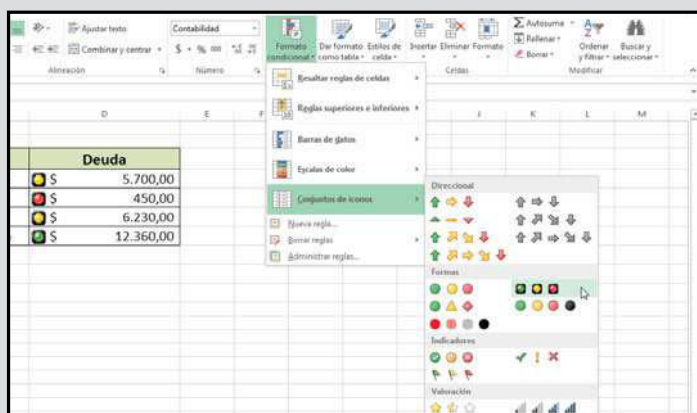 Ajustar texto
Contabilidad
Σ Autosuma
Combinar y centrar
$ % 000
Formato condicional
Dar formato como tabla
Estilos de celda
Insertar
Eliminar
Formato
Rellenar
Borrar
Ordenar y filtrar
Buscar y seleccionar
Alineación
Número
Celdas
Modificar
Resaltar reglas de celdas
Reglas superiores e inferiores
Barras de datos
Escalas de color
Conjuntos de iconos
Nueva regla...
Borrar reglas
Administrar reglas...
D E F J K L M
Deuda
$ 5.700,00
$ 450,00
$ 6.230,00
$ 12.360,00
Direccional
Formas
Indicadores
Valoración